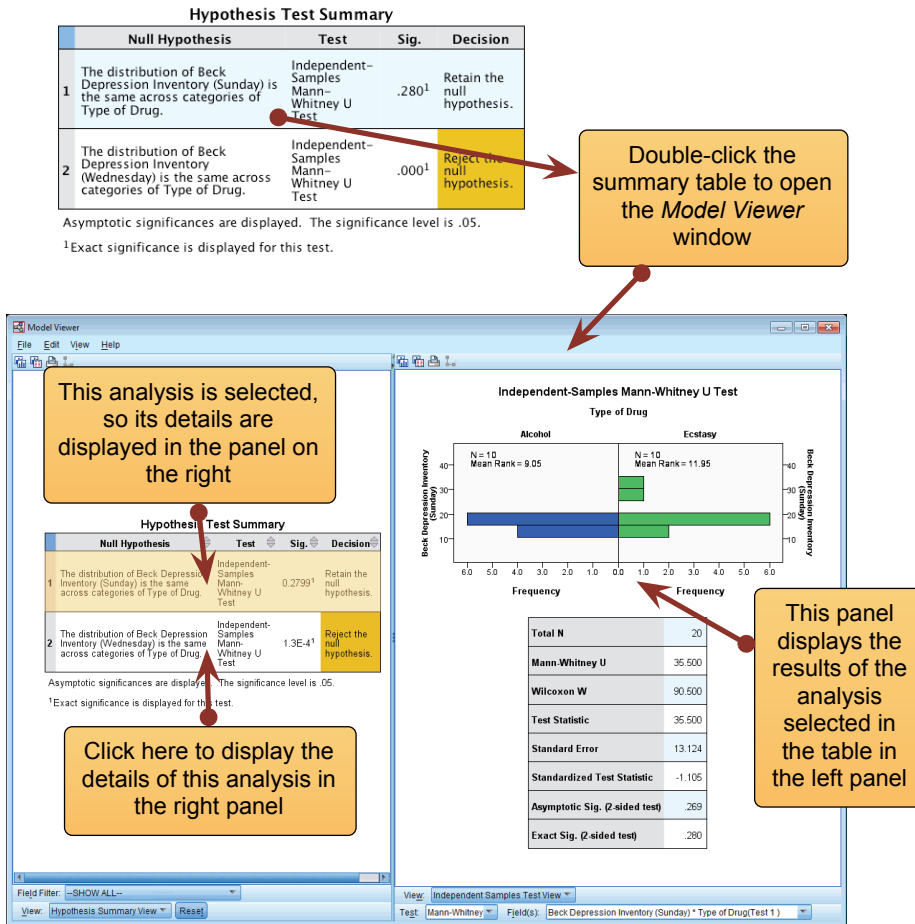 Hypothesis Test Summary
Null Hypothesis Test Sig. Decision
1
The distribution of Beck
Depression Inventory (Sunday) is
the same across categories of
Type of Drug.
Independent-
Samples
Mann-
Whitney U
Test
.280¹
Retain the
null
hypothesis.
2
The distribution of Beck
Depression Inventory
(Wednesday) is the same across
categories of Type of Drug.
Independent-
Samples
Mann-
Whitney U
Test
.000¹
Reject the
null
hypothesis.
Asymptotic significances are displayed. The significance level is .05.
¹Exact significance is displayed for this test.
Double-click the
summary table to open
the Model Viewer
window
Model Viewer
File Edit View Help
This analysis is selected,
so its details are
displayed in the panel on
the right
Hypothesis Test Summary
Null Hypothesis Test Sig. Decision
1
The distribution of Beck Depression
Inventory (Sunday) is the same
across categories of Type of Drug.
Independent-
Samples
Mann-
Whitney U
Test
0.2799¹
Retain the
null
hypothesis.
2
The distribution of Beck Depression
Inventory (Wednesday) is the same
across categories of Type of Drug.
Independent-
Samples
Mann-
Whitney U
Test
1.3E-4¹
Reject the
null
hypothesis.
Asymptotic significances are displayed. The significance level is .05.
¹Exact significance is displayed for this test.
Click here to display the
details of this analysis in
the right panel
Field Filter: --SHOW ALL--
View: Hypothesis Summary View Reset
Independent-Samples Mann-Whitney U Test
Type of Drug
Alcohol Ecstasy
N = 10
Mean Rank = 9.05
N = 10
Mean Rank = 11.95
Beck Depression Inventory
(Sunday)
40
30
20
10
40
30
20
10
Beck Depression Inventory
(Sunday)
6.0 5.0 4.0 3.0 2.0 1.0 0.0 1.0 2.0 3.0 4.0 5.0 6.0
Frequency Frequency
Total N 20
Mann-Whitney U 35.500
Wilcoxon W 90.500
Test Statistic 35.500
Standard Error 13.124
Standardized Test Statistic -1.105
Asymptotic Sig. (2-sided test) .269
Exact Sig. (2-sided test) .280
This panel
displays the
results of the
analysis
selected in
the table in
the left panel
View: Independent Samples Test View
Test: Mann-Whitney Field(s): Beck Depression Inventory (Sunday) * Type of Drug(Test 1 )